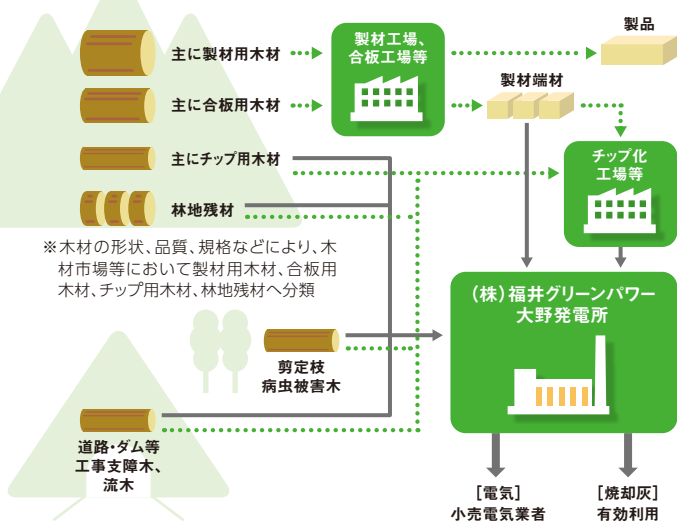 主に製材用木材
製材工場、
合板工場等
製品
主に合板用木材
製材端材
主にチップ用木材
チップ化
工場等
林地残材
※木材の形状、品質、規格などにより、木
材市場等において製材用木材、合板用
木材、チップ用木材、林地残材へ分類
(株)福井グリーンパワー
大野発電所
剪定枝
病虫被害木
道路・ダム等
工事支障木、
流木
[電気]
小売電気業者
[焼却灰]
有効利用